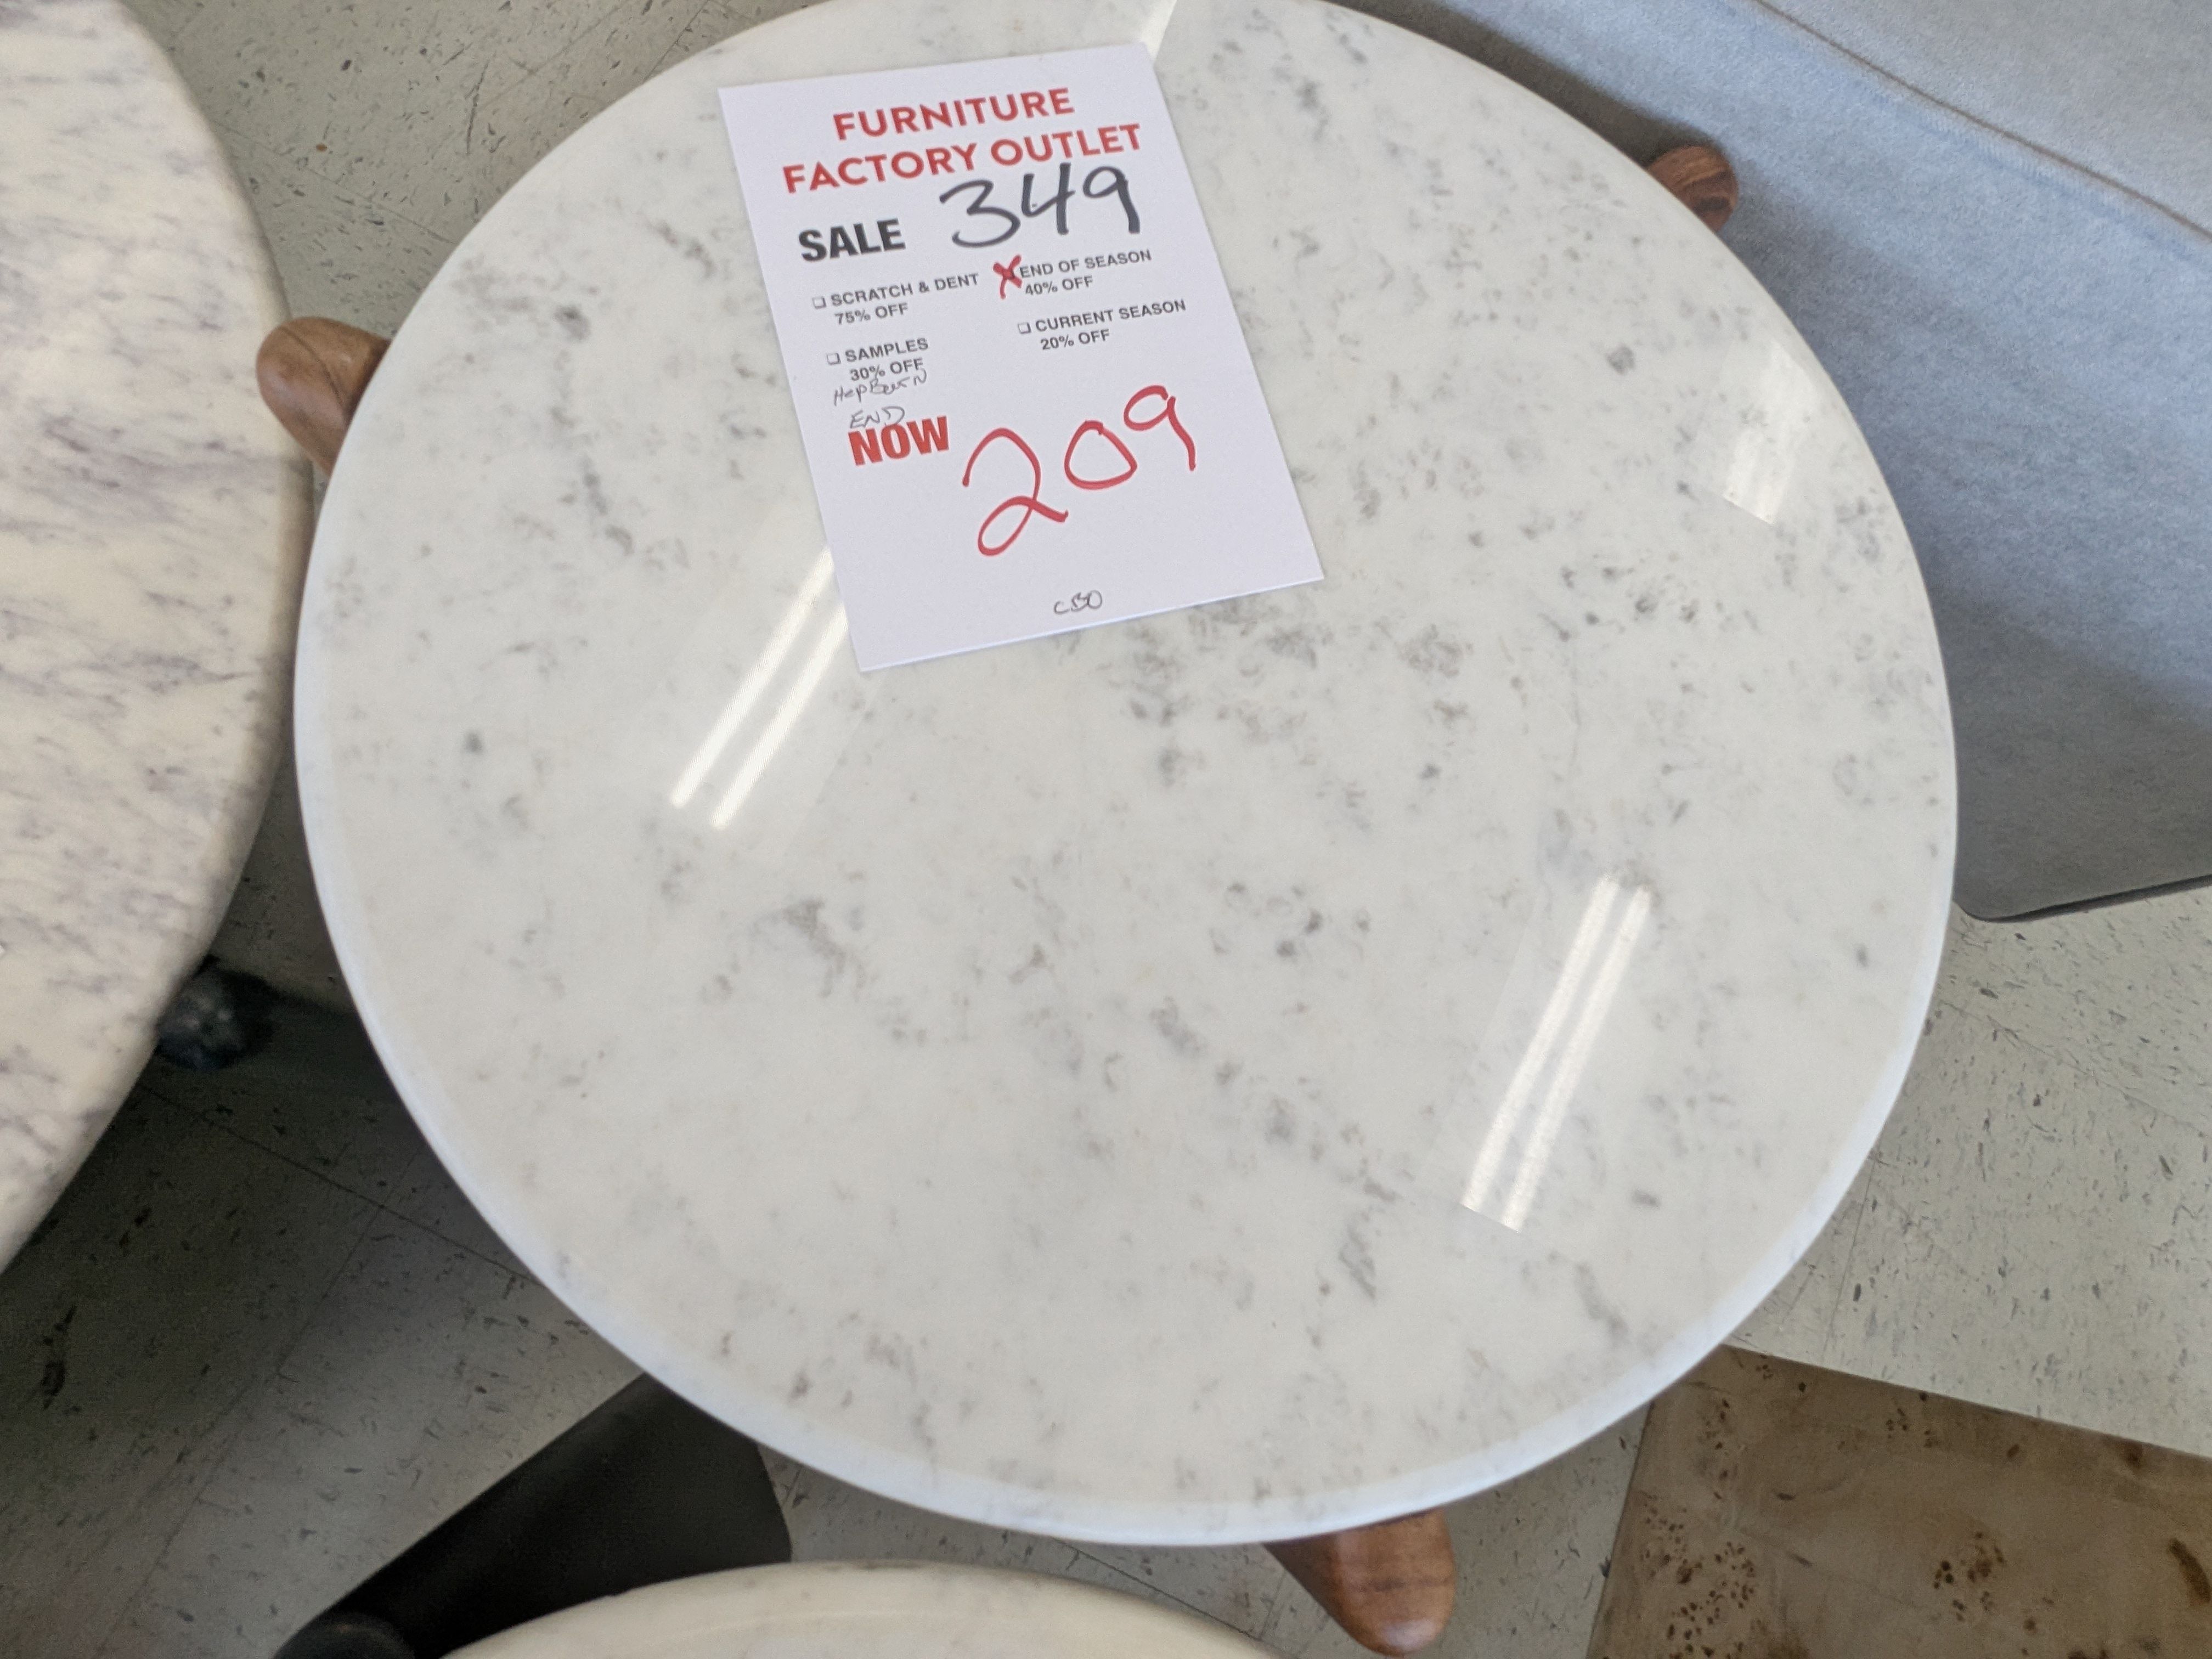 FURNITURE
FACTORY OUTLET
SALE 349
❏ SCRATCH & DENT
75% OFF
X END OF SEASON
40% OFF
❏ SAMPLES
30% OFF
❏ CURRENT SEASON
20% OFF
HepBurN
END
NOW 209